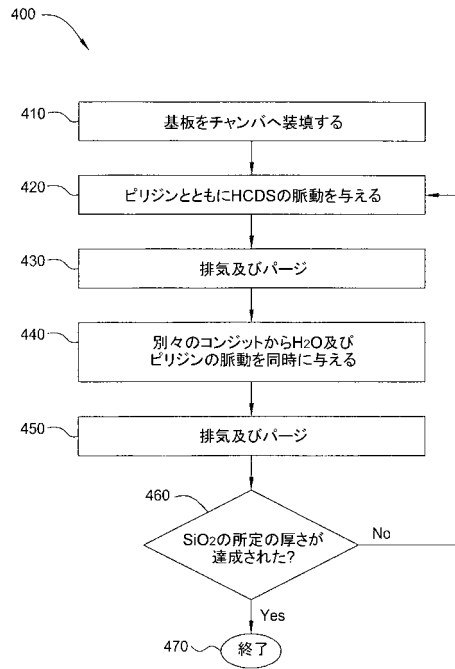 400
410
基板をチャンバへ装填する
420
ピリジンとともにHCDSの脈動を与える
430
排気及びパージ
440
別々のコンジットからH2O及び
ピリジンの脈動を同時に与える
450
排気及びパージ
460
SiO2の所定の厚さが
達成された?
No
Yes
470
終了